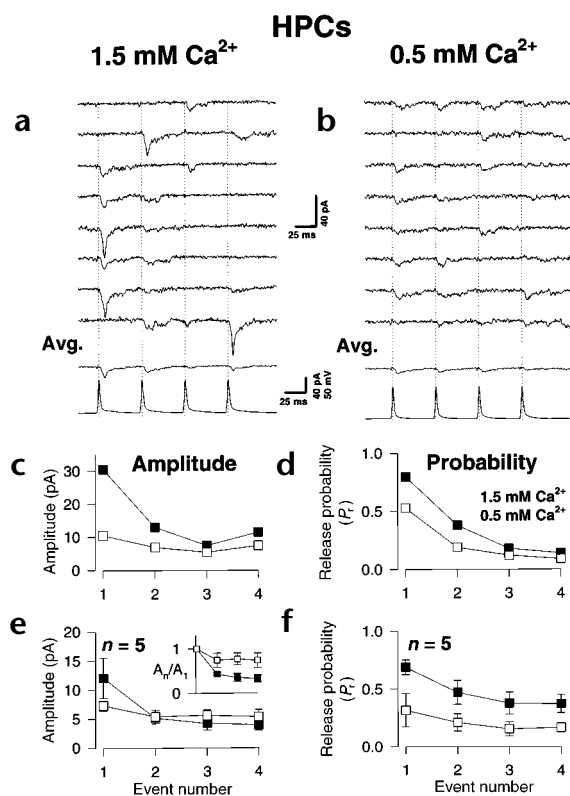 HPCs
1.5 mM Ca2+
0.5 mM Ca2+
a
b
40 pA
25 ms
Avg.
Avg.
40 pA
50 mV
25 ms
c
Amplitude
Amplitude (pA)
30
20
10
0
1 2 3 4
d
Probability
Release probability
(Pr)
1.0
0.5
0.0
1.5 mM Ca2+
0.5 mM Ca2+
1 2 3 4
e
n = 5
Amplitude (pA)
20
15
10
5
0
1
An/A1
0
1 2 3 4
Event number
f
n = 5
Release probability
(Pr)
1.0
0.5
0.0
1 2 3 4
Event number